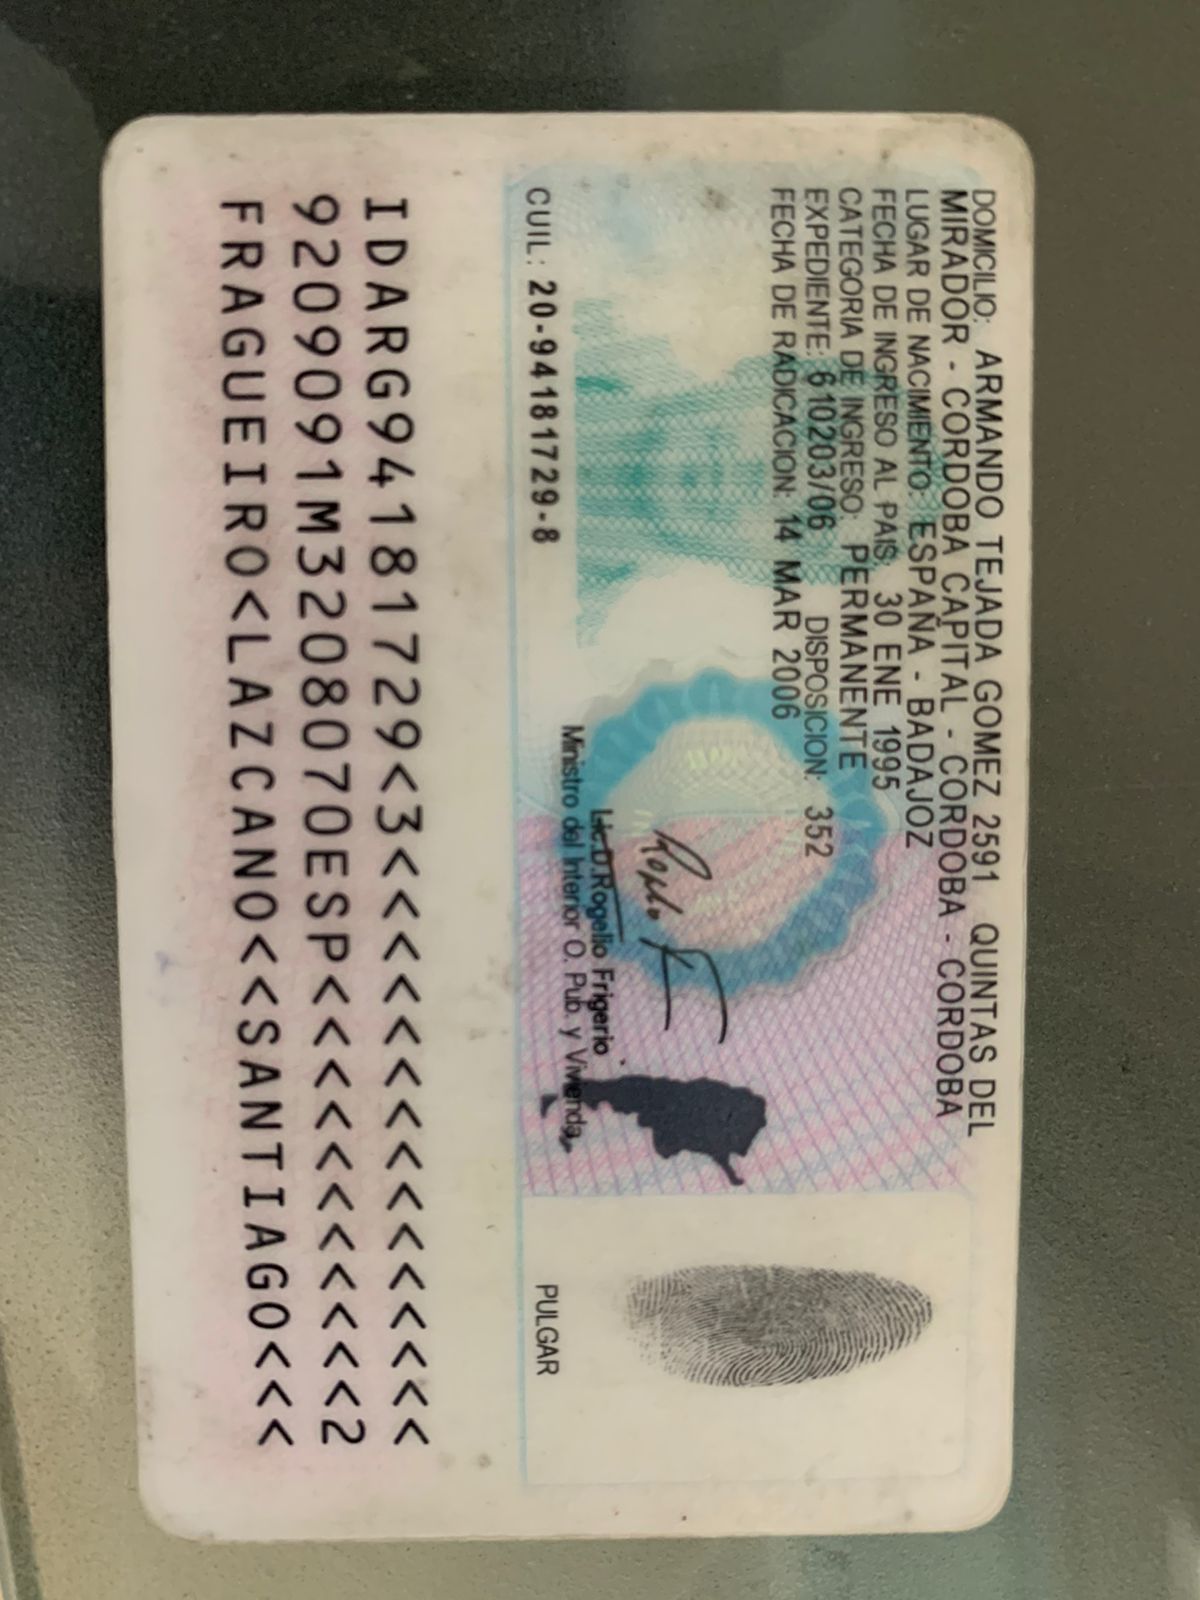 DOMICILIO: ARMANDO TEJADA GOMEZ 2591 QUINTAS DEL
MIRADOR - CORDOBA CAPITAL - CORDOBA - CORDOBA
LUGAR DE NACIMIENTO: ESPAÑA - BADAJOZ
FECHA DE INGRESO AL PAIS: 30 ENE 1995
CATEGORIA DE INGRESO: PERMANENTE
EXPEDIENTE: 610203/06 DISPOSICION: 352
FECHA DE RADICACION: 14 MAR 2006
Lic.D.Rogelio Frigerio
Ministro del Interior O. Pub. y Vivienda
CUIL: 20-94181729-8
PULGAR
IDARG94181729<3<<<<<<<<<<<<<<<
9209091M3208070ESP<<<<<<<<<<<2
FRAGUEIRO<LAZCANO<<SANTIAGO<<<